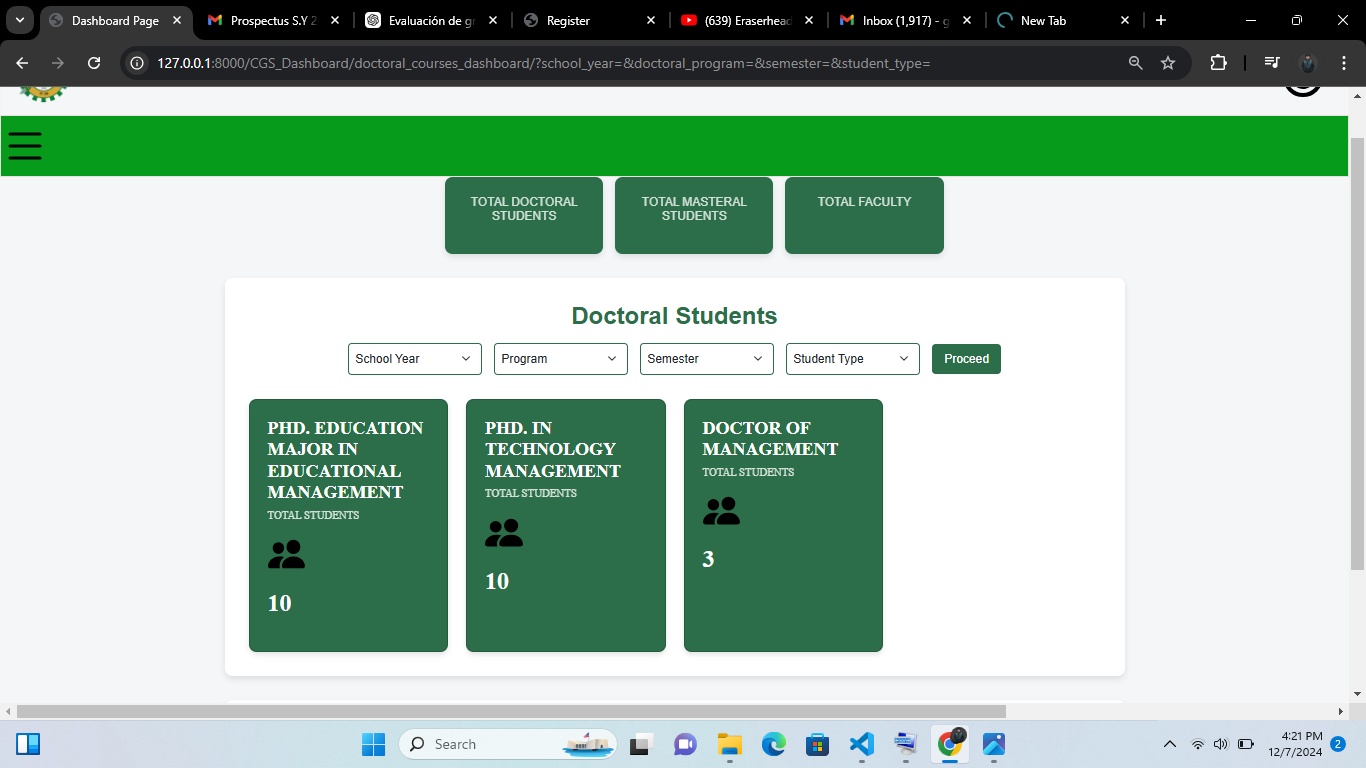 Dashboard Page
Prospectus S.Y 2
Evaluación de gr
Register
(639) Eraserhead
Inbox (1,917) - g
New Tab
127.0.0.1:8000/CGS_Dashboard/doctoral_courses_dashboard/?school_year=&doctoral_program=&semester=&student_type=
TOTAL DOCTORAL
STUDENTS
TOTAL MASTERAL
STUDENTS
TOTAL FACULTY
Doctoral Students
School Year
Program
Semester
Student Type
Proceed
PHD. EDUCATION
MAJOR IN
EDUCATIONAL
MANAGEMENT
TOTAL STUDENTS
10
PHD. IN
TECHNOLOGY
MANAGEMENT
TOTAL STUDENTS
10
DOCTOR OF
MANAGEMENT
TOTAL STUDENTS
3
Search
4:21 PM
12/7/2024
2